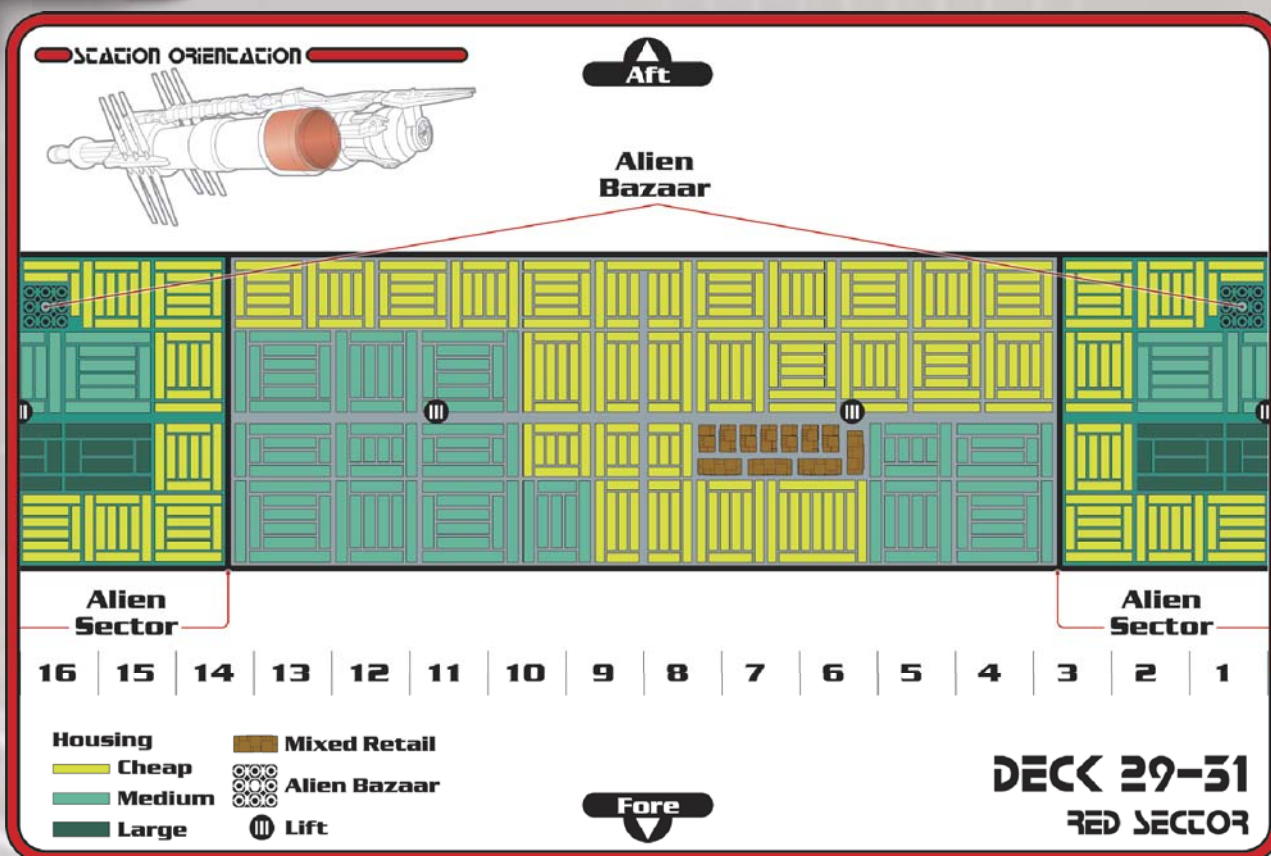 STATION ORIENTATION
Aft
Alien
Bazaar
Alien
Sector
Alien
Sector
16 15 14 13 12 11 10 9 8 7 6 5 4 3 2 1
Housing
Cheap
Medium
Large
Mixed Retail
Alien Bazaar
Lift
Fore
DECK 29-31
RED SECTOR